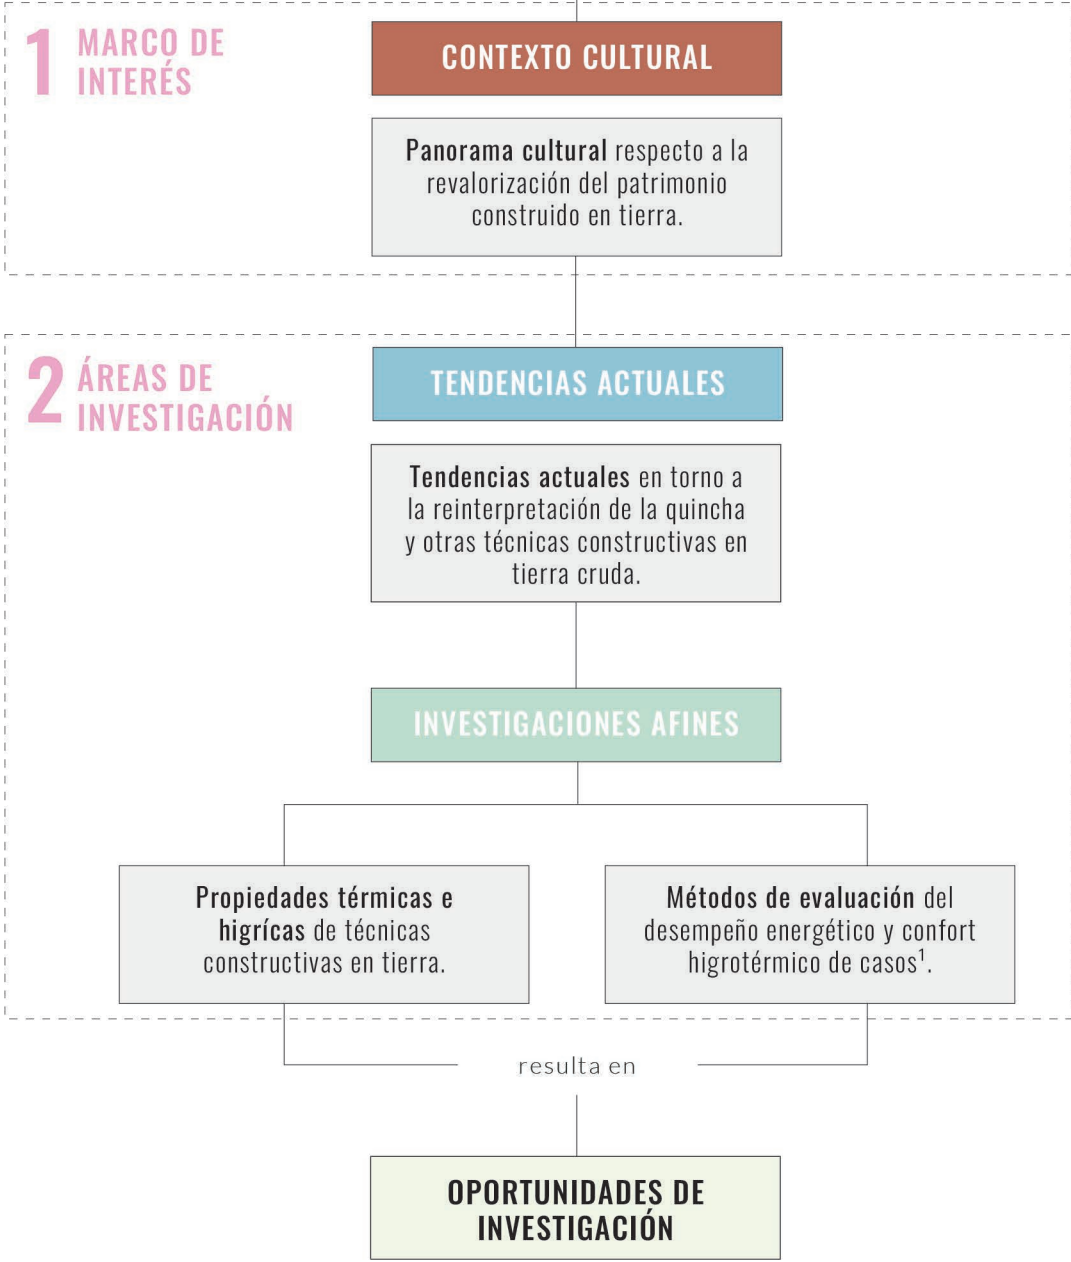 1 MARCO DE
INTERÉS
CONTEXTO CULTURAL
Panorama cultural respecto a la
revalorización del patrimonio
construido en tierra.
2 ÁREAS DE
INVESTIGACIÓN
TENDENCIAS ACTUALES
Tendencias actuales en torno a
la reinterpretación de la quincha
y otras técnicas constructivas en
tierra cruda.
INVESTIGACIONES AFINES
Propiedades térmicas e
higrícas de técnicas
constructivas en tierra.
Métodos de evaluación del
desempeño energético y confort
higrotérmico de casos¹.
resulta en
OPORTUNIDADES DE
INVESTIGACIÓN